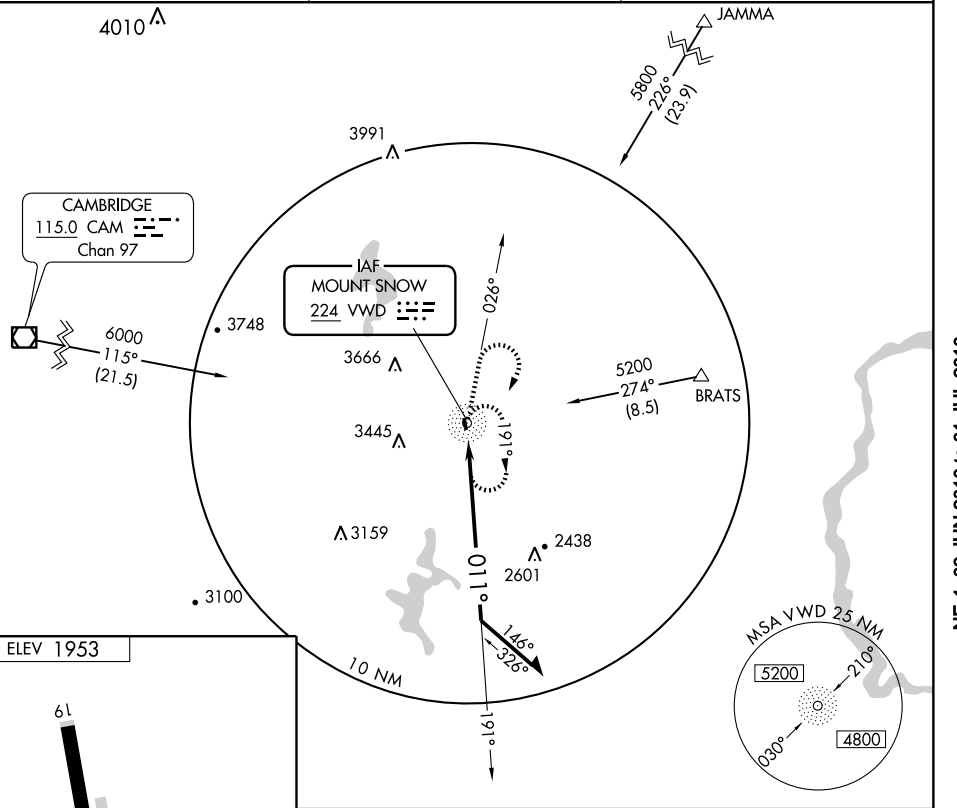 4010
JAMMA
5800
226°
(23.9)
3991
CAMBRIDGE
115.0 CAM
Chan 97
IAF
MOUNT SNOW
224 VWD
026°
3748
6000
115°
(21.5)
3666
5200
274°
(8.5)
BRATS
3445
191°
3159
2438
2601
011°
3100
146°
326°
10 NM
191°
MSA VWD 25 NM
5200
210°
030°
4800
ELEV 1953
19